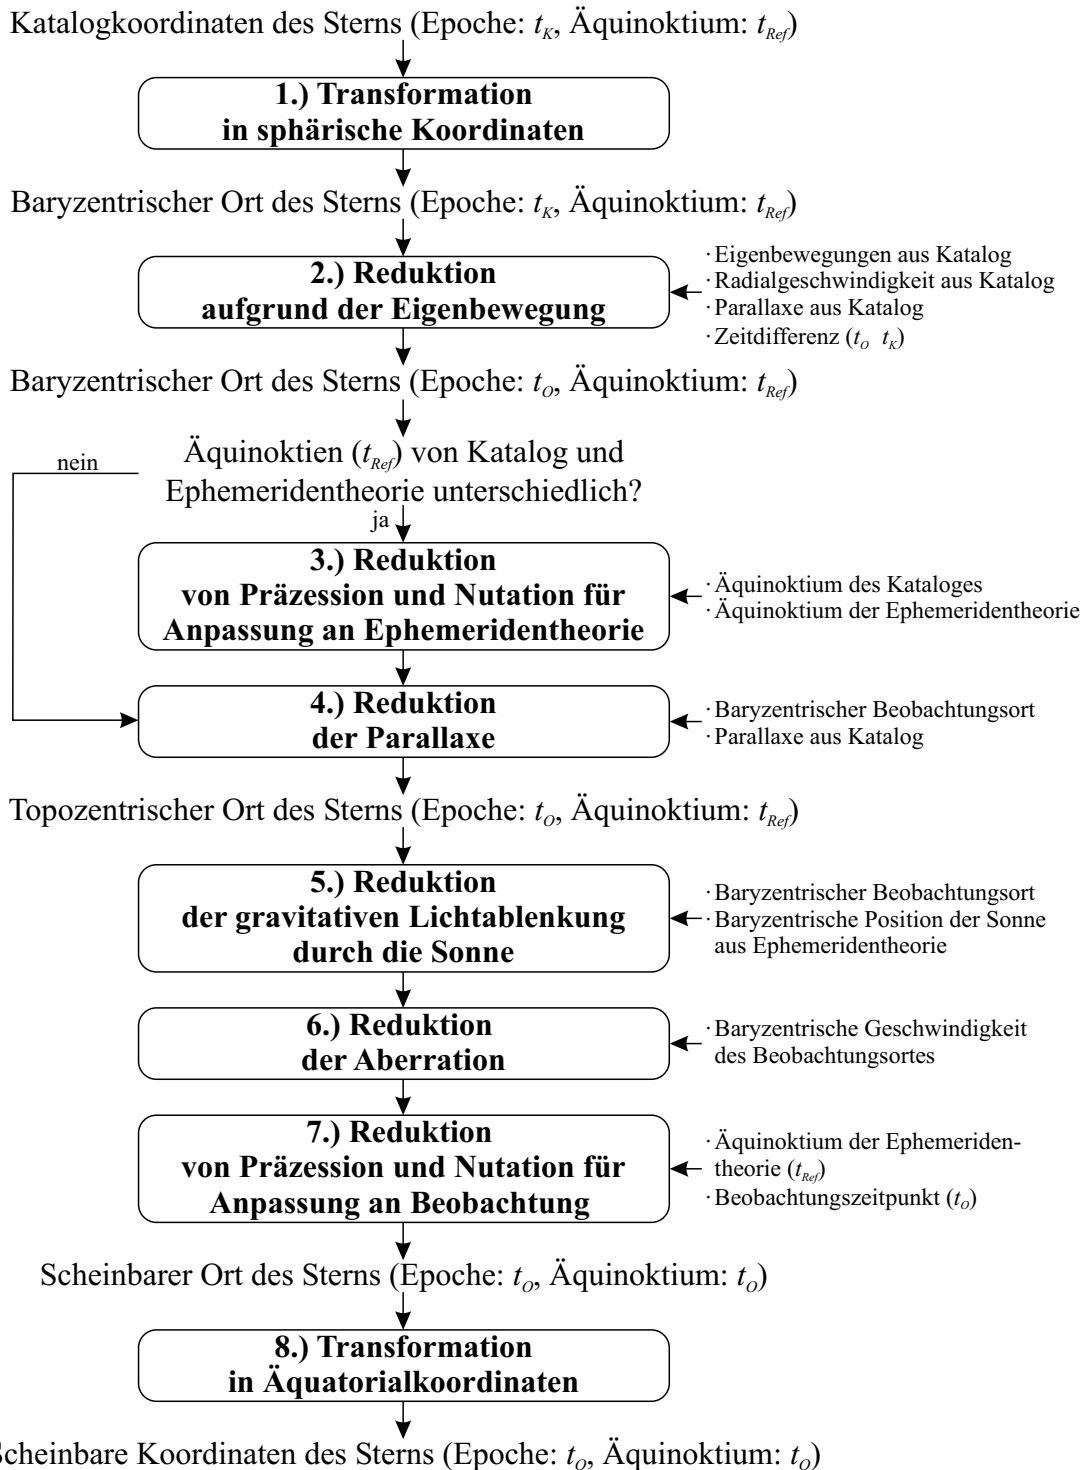 Katalogkoordinaten des Sterns (Epoche: t_K, Äquinoktium: t_Ref)
1.) Transformation
in sphärische Koordinaten
Baryzentrischer Ort des Sterns (Epoche: t_K, Äquinoktium: t_Ref)
2.) Reduktion
aufgrund der Eigenbewegung
·Eigenbewegungen aus Katalog
·Radialgeschwindigkeit aus Katalog
·Parallaxe aus Katalog
·Zeitdifferenz (t_O t_K)
Baryzentrischer Ort des Sterns (Epoche: t_O, Äquinoktium: t_Ref)
Äquinoktien (t_Ref) von Katalog und
Ephemeridentheorie unterschiedlich?
nein
ja
3.) Reduktion
von Präzession und Nutation für
Anpassung an Ephemeridentheorie
·Äquinoktium des Kataloges
·Äquinoktium der Ephemeridentheorie
4.) Reduktion
der Parallaxe
·Baryzentrischer Beobachtungsort
·Parallaxe aus Katalog
Topozentrischer Ort des Sterns (Epoche: t_O, Äquinoktium: t_Ref)
5.) Reduktion
der gravitativen Lichtablenkung
durch die Sonne
·Baryzentrischer Beobachtungsort
·Baryzentrische Position der Sonne
aus Ephemeridentheorie
6.) Reduktion
der Aberration
·Baryzentrische Geschwindigkeit
des Beobachtungsortes
7.) Reduktion
von Präzession und Nutation für
Anpassung an Beobachtung
·Äquinoktium der Ephemeriden-
theorie (t_Ref)
·Beobachtungszeitpunkt (t_O)
Scheinbarer Ort des Sterns (Epoche: t_O, Äquinoktium: t_O)
8.) Transformation
in Äquatorialkoordinaten
Scheinbare Koordinaten des Sterns (Epoche: t_O, Äquinoktium: t_O)